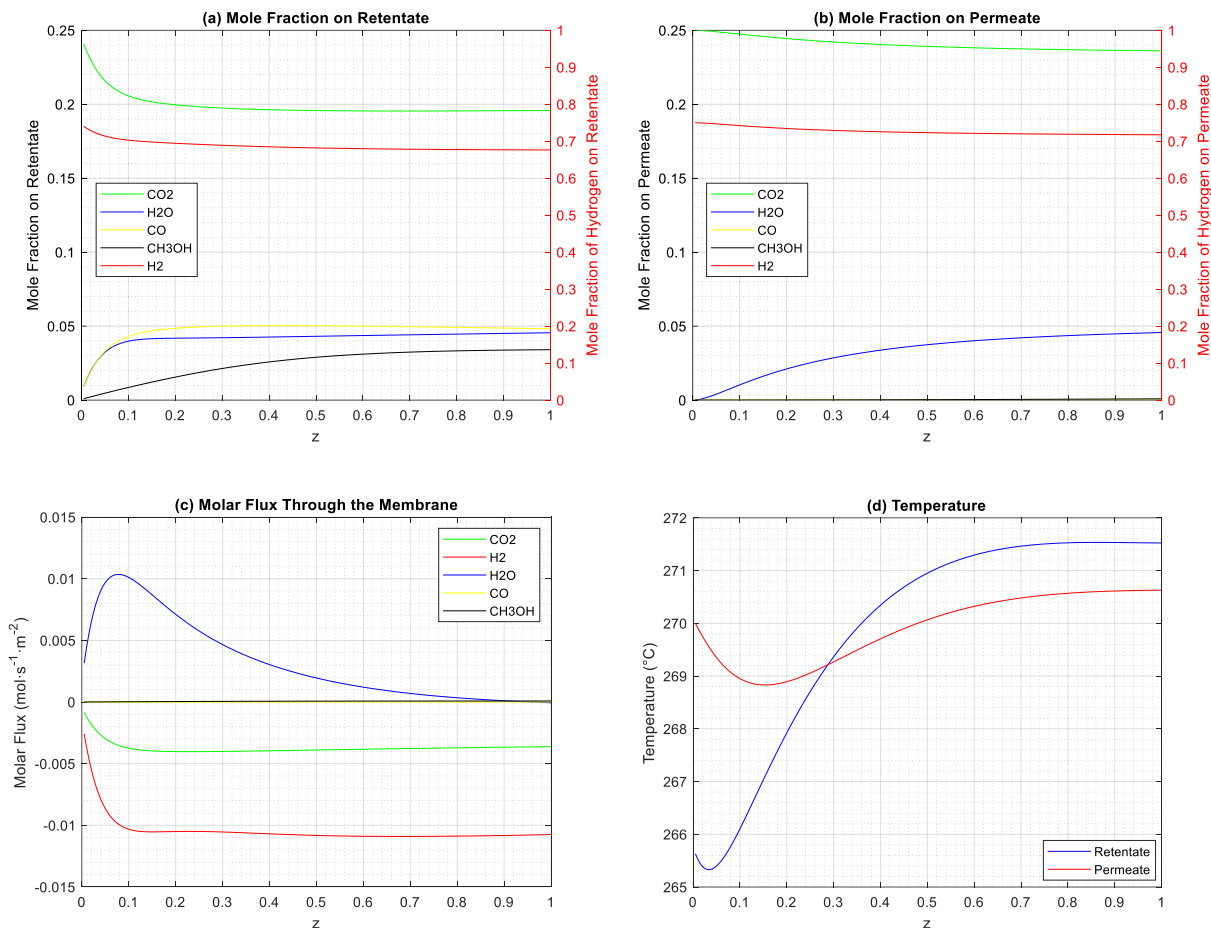 (a) Mole Fraction on Retentate
0.25
0.2
0.15
0.1
0.05
0
Mole Fraction on Retentate
1
0.9
0.8
0.7
0.6
0.5
0.4
0.3
0.2
0.1
0
Mole Fraction of Hydrogen on Retentate
CO2
H2O
CO
CH3OH
H2
0 0.1 0.2 0.3 0.4 0.5 0.6 0.7 0.8 0.9 1
z
(b) Mole Fraction on Permeate
0.25
0.2
0.15
0.1
0.05
0
Mole Fraction on Permeate
1
0.9
0.8
0.7
0.6
0.5
0.4
0.3
0.2
0.1
0
Mole Fraction of Hydrogen on Permeate
CO2
H2O
CO
CH3OH
H2
0 0.1 0.2 0.3 0.4 0.5 0.6 0.7 0.8 0.9 1
z
(c) Molar Flux Through the Membrane
0.015
0.01
0.005
0
-0.005
-0.01
-0.015
Molar Flux (mol·s⁻¹·m⁻²)
CO2
H2
H2O
CO
CH3OH
0 0.1 0.2 0.3 0.4 0.5 0.6 0.7 0.8 0.9 1
z
(d) Temperature
272
271
270
269
268
267
266
265
Temperature (°C)
Retentate
Permeate
0 0.1 0.2 0.3 0.4 0.5 0.6 0.7 0.8 0.9 1
z